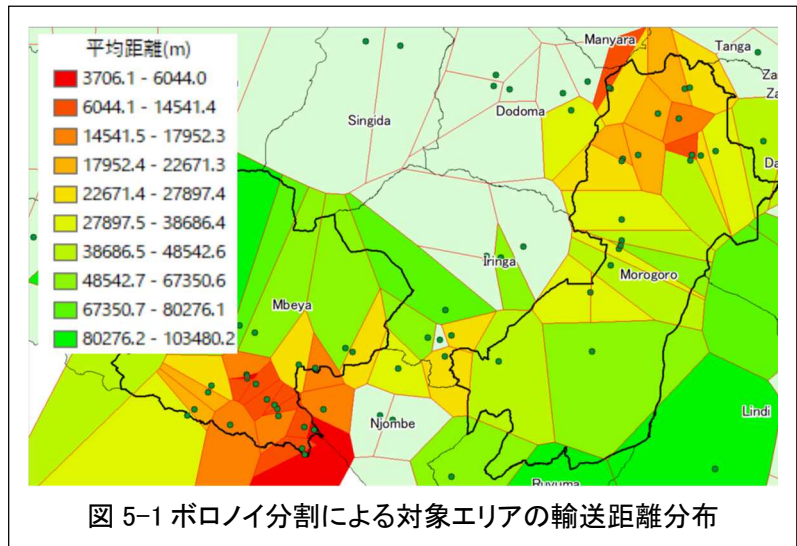 平均距離(m)
3706.1 - 6044.0
6044.1 - 14541.4
14541.5 - 17952.3
17952.4 - 22671.3
22671.4 - 27897.4
27897.5 - 38686.4
38686.5 - 48542.6
48542.7 - 67350.6
67350.7 - 80276.1
80276.2 - 103480.2
Manyara
Tanga
Za
Za
Dodoma
Singida
Da
Iringa
Morogoro
Mbeya
Lindi
Njombe
Ruvuma
図 5-1 ボロノイ分割による対象エリアの輸送距離分布